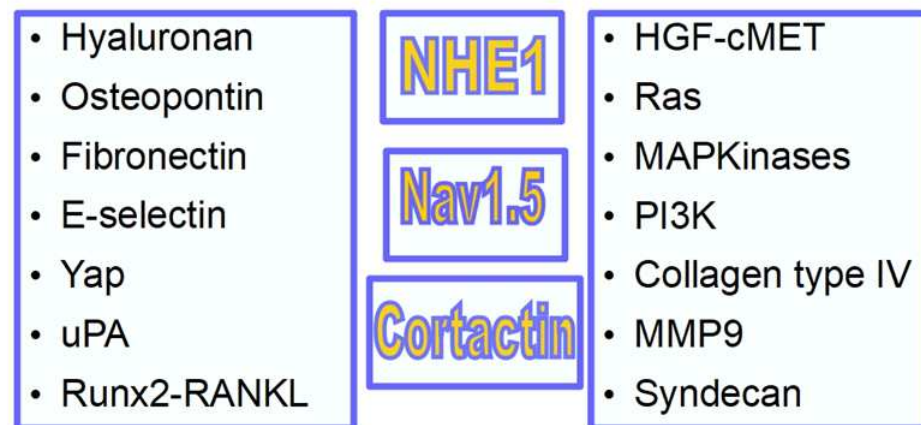 • Hyaluronan
• Osteopontin
• Fibronectin
• E-selectin
• Yap
• uPA
• Runx2-RANKL
NHE1
Nav1.5
Cortactin
• HGF-cMET
• Ras
• MAPKinases
• PI3K
• Collagen type IV
• MMP9
• Syndecan